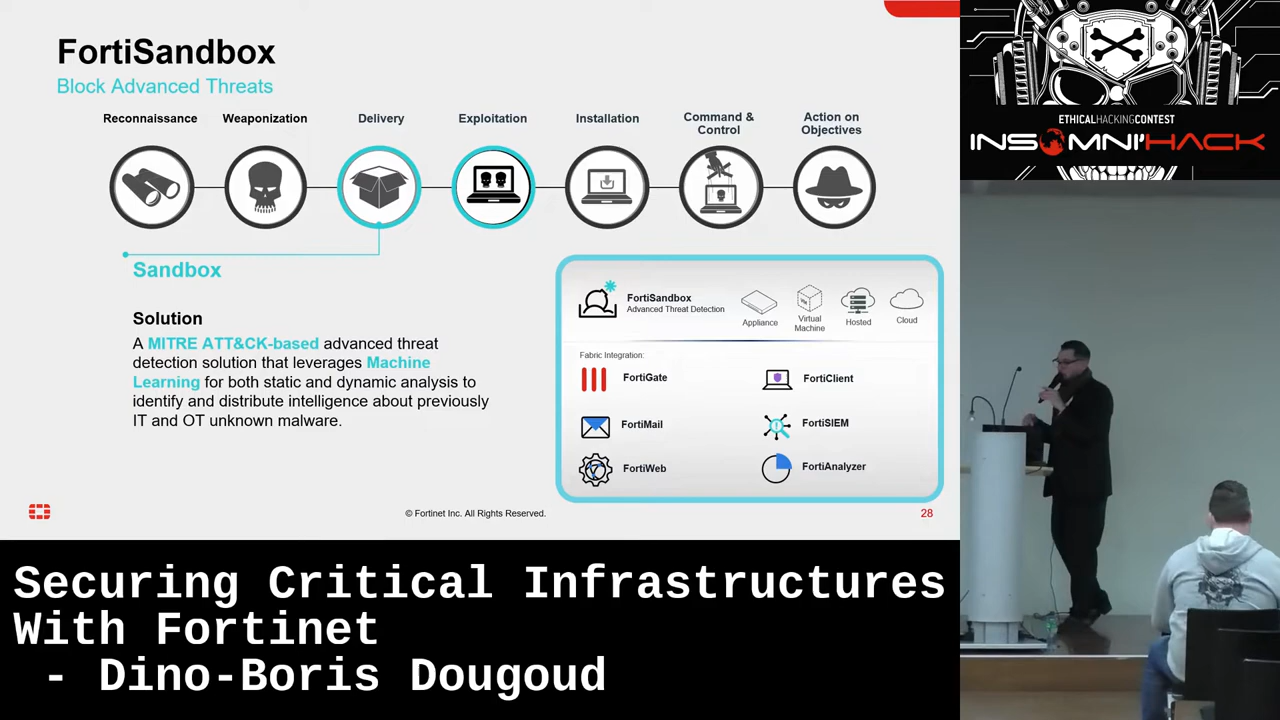 FortiSandbox
Block Advanced Threats
Reconnaissance
Weaponization
Delivery
Exploitation
Installation
Command &
Control
Action on
Objectives
Sandbox
Solution
A MITRE ATT&CK-based advanced threat
detection solution that leverages Machine
Learning for both static and dynamic analysis to
identify and distribute intelligence about previously
IT and OT unknown malware.
FortiSandbox
Advanced Threat Detection
Appliance
Virtual
Machine
Hosted
Cloud
Fabric Integration:
FortiGate
FortiClient
FortiMail
FortiSIEM
FortiWeb
FortiAnalyzer
© Fortinet Inc. All Rights Reserved.
28
ETHICALHACKINGCONTEST
INSOMNI'HACK
Securing Critical Infrastructures
With Fortinet
- Dino-Boris Dougoud